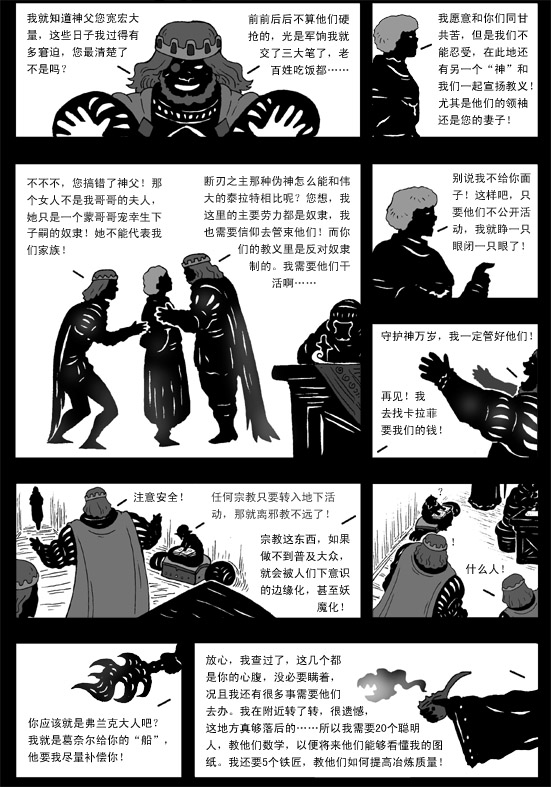 我就知道神父您宽宏大
量，这些日子我过得有
多窘迫，您最清楚了
不是吗？
前前后后不算他们硬
抢的，光是军饷我就
交了三大笔了，老
百姓吃饭都……
我愿意和你们同甘
共苦，但是我们不
能忍受，在此地还
有另一个“神”和
我们一起宣扬教义！
尤其是他们的领袖
还是您的妻子！
不不不，您搞错了神父！那
个女人不是我哥哥的夫人，
她只是一个蒙哥哥宠幸生下
子嗣的奴隶！她不能代表我
们家族！
断刃之主那种伪神怎么能和伟
大的泰拉特相比呢？您想，我
这里的主要劳力都是奴隶，我
也需要信仰去管束他们！而你
们的教义里是反对奴隶
制的。我需要他们干
活啊……
别说我不给你面
子！这样吧，只
要他们不公开活
动，我就睁一只
眼闭一只眼了！
守护神万岁，我一定管好他们！
再见！我
去找卡拉菲
要我们的钱！
注意安全！
任何宗教只要转入地下活
动，那就离邪教不远了！
宗教这东西，如果
做不到普及大众，
就会被人们下意识
的边缘化，甚至妖
魔化！
？
！
！
什么人！
你应该就是弗兰克大人吧？
我就是葛奈尔给你的“船”，
他要我尽量补偿你！
放心，我查过了，这几个都
是你的心腹，没必要瞒着，
况且我还有很多事需要他们
去办。我在附近转了转，很遗憾，
这地方真够落后的……所以我需要20个聪明
人，教他们数学，以便将来他们能够看懂我的图
纸。我还要5个铁匠，教他们如何提高冶炼质量！